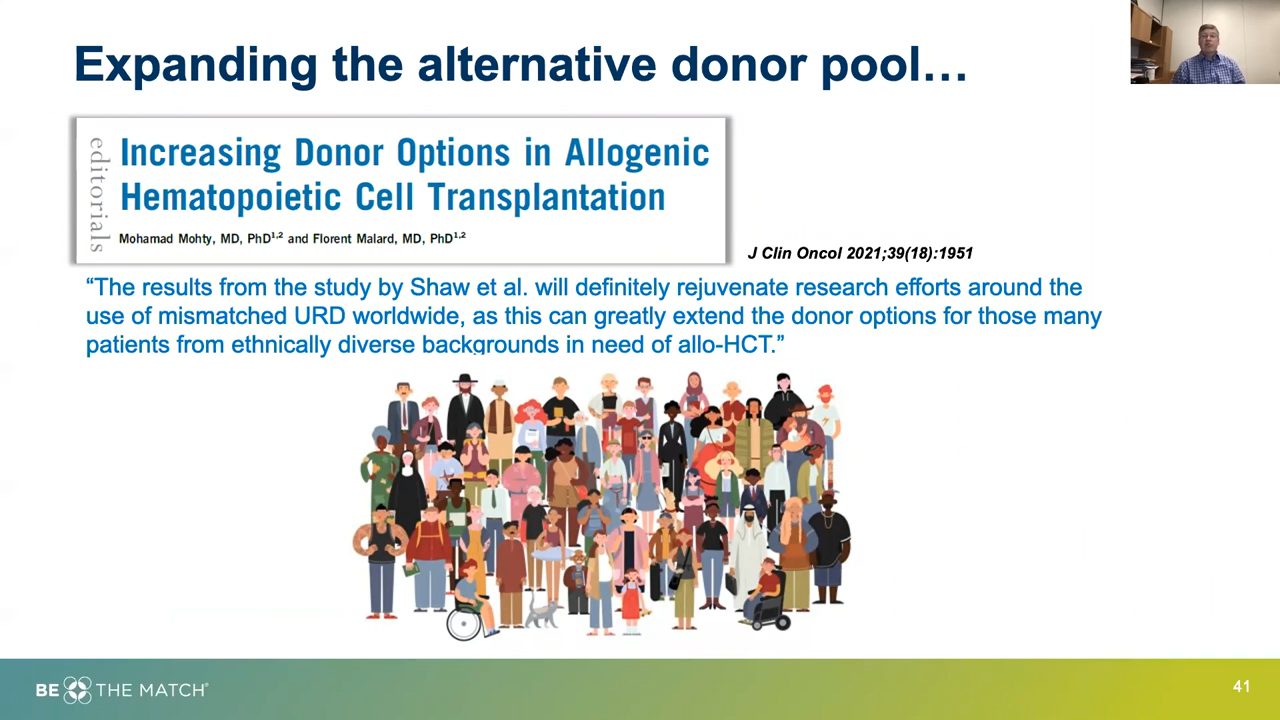 Expanding the alternative donor pool…
editorials
Increasing Donor Options in Allogenic
Hematopoietic Cell Transplantation
Mohamad Mohty, MD, PhD1,2 and Florent Malard, MD, PhD1,2
J Clin Oncol 2021;39(18):1951
“The results from the study by Shaw et al. will definitely rejuvenate research efforts around the
use of mismatched URD worldwide, as this can greatly extend the donor options for those many
patients from ethnically diverse backgrounds in need of allo-HCT.”
BE THE MATCH®
41